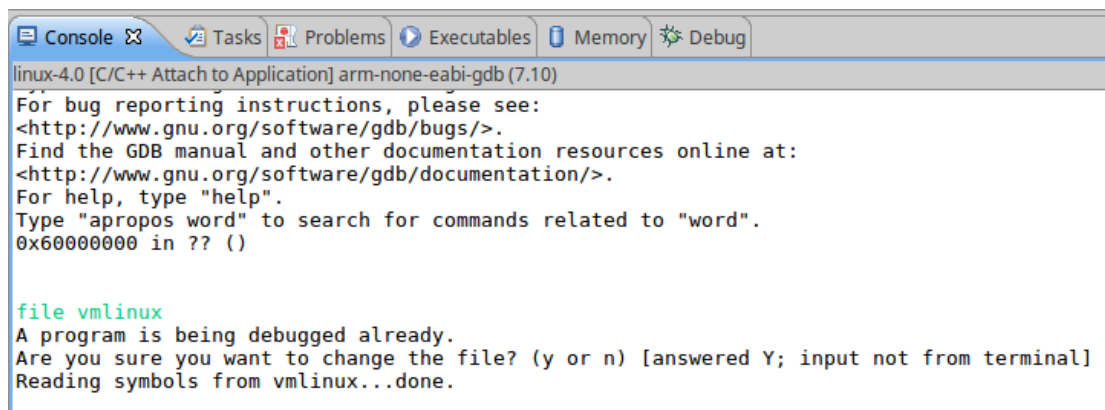 Console Tasks Problems Executables Memory Debug
linux-4.0 [C/C++ Attach to Application] arm-none-eabi-gdb (7.10)
For bug reporting instructions, please see:
<http://www.gnu.org/software/gdb/bugs/>.
Find the GDB manual and other documentation resources online at:
<http://www.gnu.org/software/gdb/documentation/>.
For help, type "help".
Type "apropos word" to search for commands related to "word".
0x60000000 in ?? ()
file vmlinux
A program is being debugged already.
Are you sure you want to change the file? (y or n) [answered Y; input not from terminal]
Reading symbols from vmlinux...done.